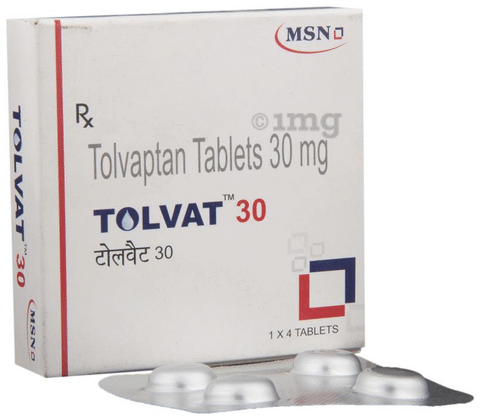 MSN
Rx
©1mg
Tolvaptan Tablets 30 mg
TOLVAT™ 30
टोलवैट 30
1 X 4 TABLETS
TOLVAT™ 30
MSN